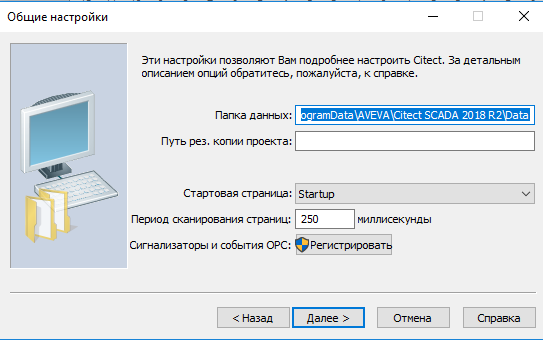 Общие настройки
Эти настройки позволяют Вам подробнее настроить Citect. За детальным
описанием опций обратитесь, пожалуйста, к справке.
Папка данных: ogramData\AVEVA\Citect SCADA 2018 R2\Data
Путь рез. копии проекта:
Стартовая страница: Startup
Период сканирования страниц: 250 миллисекунды
Сигнализаторы и события OPC: Регистрировать
< Назад Далее > Отмена Справка